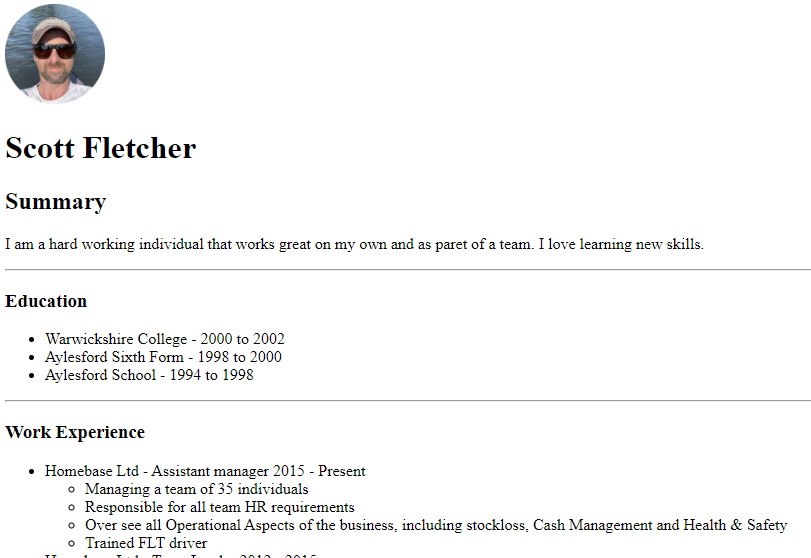 Scott Fletcher
Summary
I am a hard working individual that works great on my own and as paret of a team. I love learning new skills.
Education
Warwickshire College - 2000 to 2002
Aylesford Sixth Form - 1998 to 2000
Aylesford School - 1994 to 1998
Work Experience
Homebase Ltd - Assistant manager 2015 - Present
Managing a team of 35 individuals
Responsible for all team HR requirements
Over see all Operational Aspects of the business, including stockloss, Cash Management and Health & Safety
Trained FLT driver